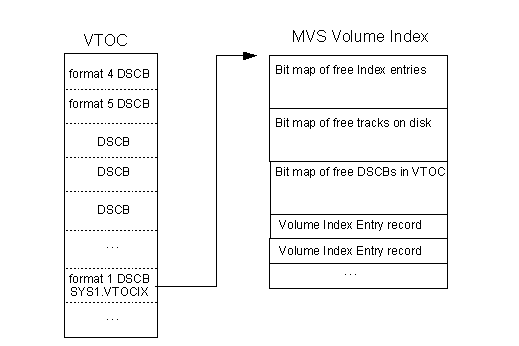 VTOC
format 4 DSCB
format 5 DSCB
DSCB
DSCB
DSCB
...
format 1 DSCB
SYS1.VTOCIX
...
MVS Volume Index
Bit map of free Index entries
Bit map of free tracks on disk
Bit map of free DSCBs in VTOC
Volume Index Entry record
Volume Index Entry record
...